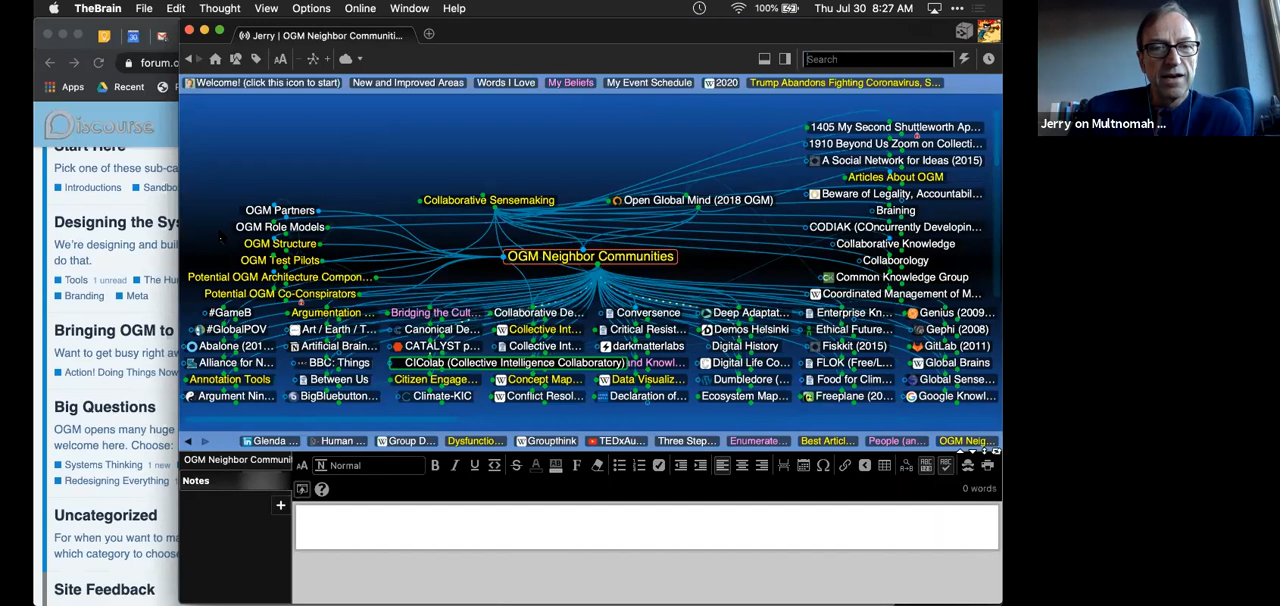 TheBrain File Edit Thought View Options Online Window Help 100% Thu Jul 30 8:27 AM
Jerry | OGM Neighbor Communiti...
forum.c
Search
Apps Recent
Welcome! (click this icon to start) New and Improved Areas Words I Love My Beliefs My Event Schedule 2020 Trump Abandons Fighting Coronavirus, S...
Discourse
Start Here
Pick one of these sub-ca
Introductions Sandbo
Designing the Sys
We're designing and buil
do that.
Tools 1 unread The Hur
Branding Meta
Bringing OGM to
Want to get busy right aw
Action! Doing Things Now
Big Questions
OGM opens many huge
welcome here. Choose:
Systems Thinking 1 new
Redesigning Everything
Uncategorized
For when you want to ma
which category to choose
Site Feedback
Collaborative Sensemaking
Open Global Mind (2018 OGM)
OGM Partners
OGM Role Models
OGM Structure
OGM Test Pilots
Potential OGM Architecture Compon...
Potential OGM Co-Conspirators
OGM Neighbor Communities
1405 My Second Shuttleworth Ap...
1910 Beyond Us Zoom on Collecti...
A Social Network for Ideas (2015)
Articles About OGM
Beware of Legality, Accountabil...
Braining
CODIAK (COncurrently Developin...
Collaborative Knowledge
Collaborology
Common Knowledge Group
Coordinated Management of M...
#GameB Argumentation ... Bridging the Cult... Collaborative De... Converence Deep Adaptat... Enterprise Kn... Genius (2009...
#GlobalPOV Art / Earth / T... Canonical De... Collective Int... Critical Resist... Demos Helsinki Ethical Future... Gephi (2008)
Abalone (201... Artificial Brain... CATALYST p... Collective Int... darkmatterlabs Digital History Fiskkit (2015) GitLab (2011)
Alliance for N... BBC: Things CIColab (Collective Intelligence Collaboratory) and Knowl... Digital Life Co... FLOK (Free/L... Global Brains
Annotation Tools Between Us Citizen Engage... Concept Map... Data Visualiz... Dumbledore (... Food for Clim... Global Sense...
Argument Nin... BigBluebutton... Climate-KIC Conflict Resol... Declaration of... Ecosystem Map... Freeplane (20... Google Knowl...
Glenda ... Human ... Group D... Dysfunctio... Groupthink TEDxAu... Three Step... Enumerate... Best Articl... People (an... OGM Neig...
OGM Neighbor Communit
Normal
Notes
0 words
Jerry on Multnomah ...